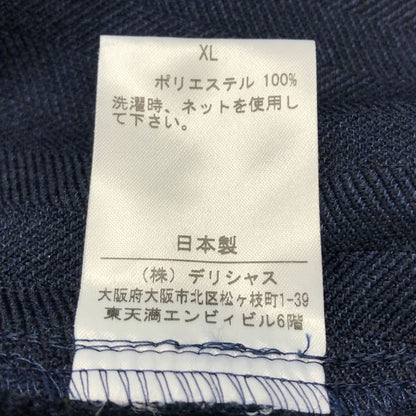 XL
ポリエステル 100%
洗濯時、ネットを使用し
て下さい。
日本製
(株) デリシャス
大阪府大阪市北区松ヶ枝町1-39
東天満エンビィビル6階